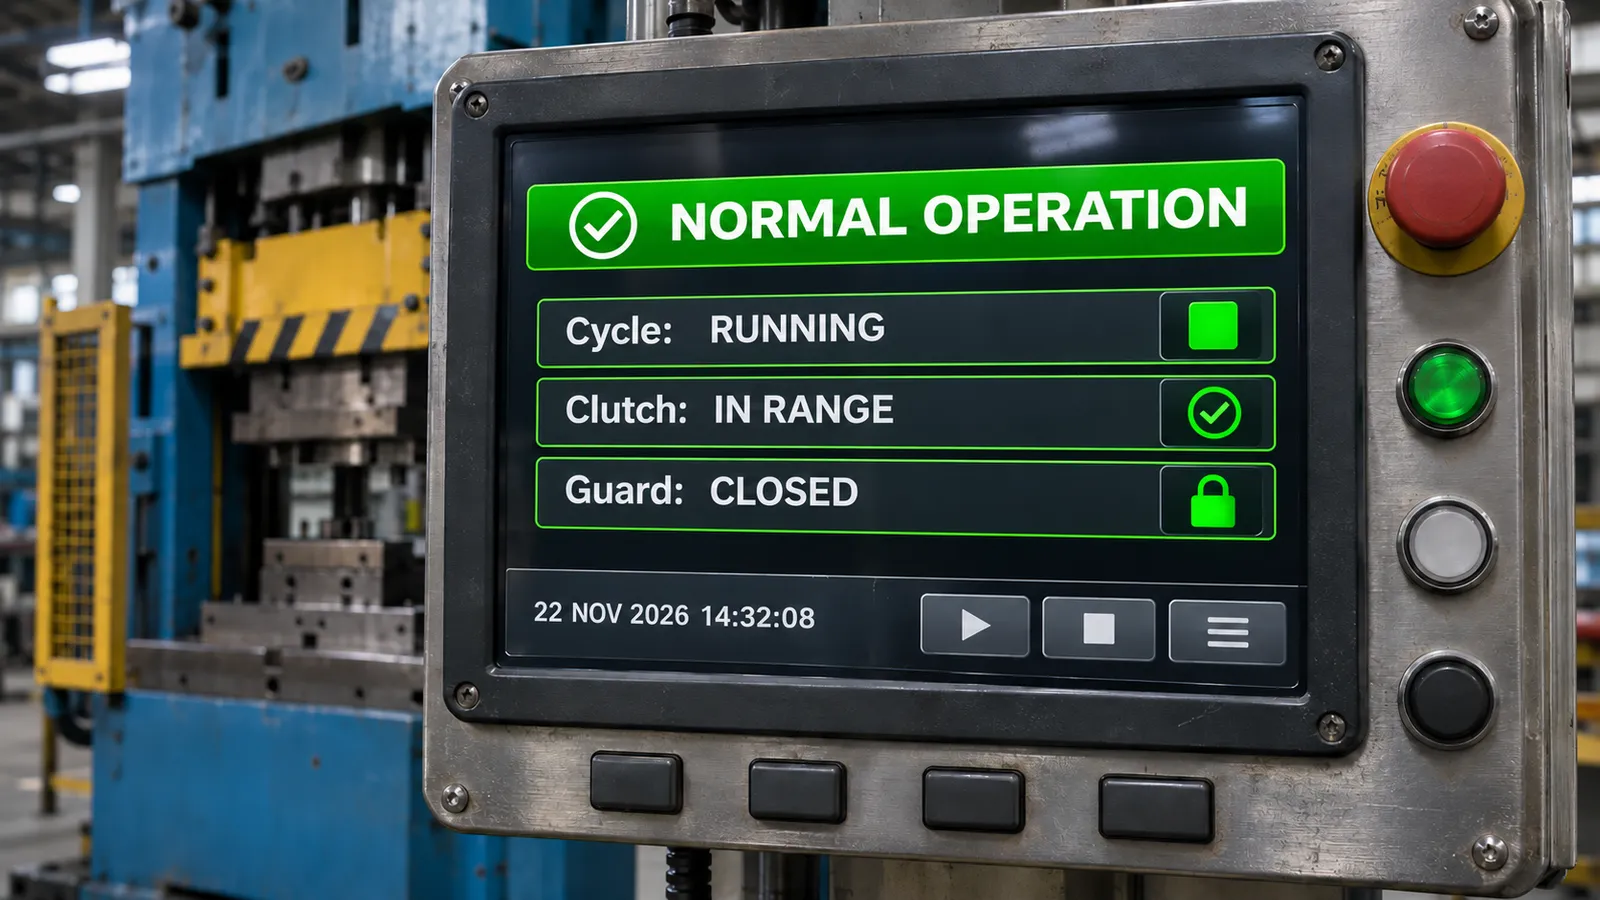 NORMAL OPERATION
Cycle: RUNNING
Clutch: IN RANGE
Guard: CLOSED
22 NOV 2026 14:32:08